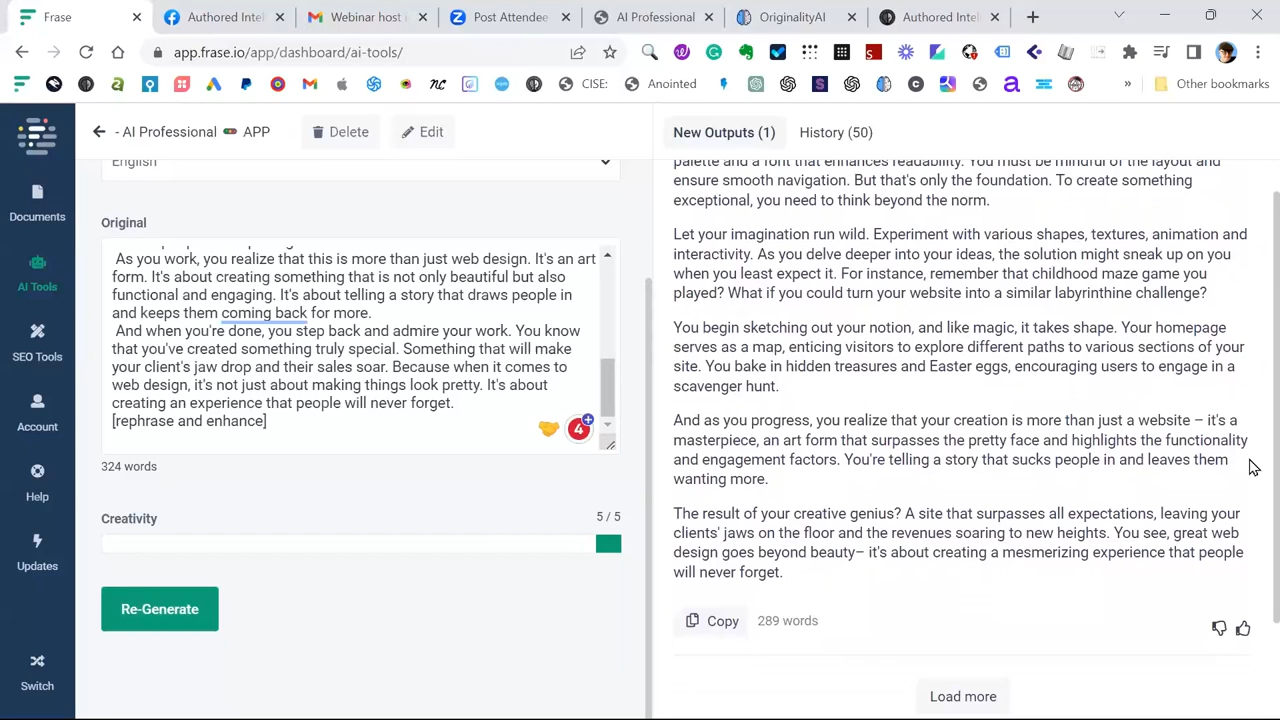 Frase
Authored Intel
Gmail Webinar host i
Post Attendee
AI Professional
OriginalityAI
Authored Intel
app.frase.io/app/dashboard/ai-tools/
CISE:
Anointed
Other bookmarks
- AI Professional APP
Delete
Edit
New Outputs (1)
History (50)
Documents
AI Tools
SEO Tools
Account
Help
Updates
Switch
English
Original
As you work, you realize that this is more than just web design. It's an art
form. It's about creating something that is not only beautiful but also
functional and engaging. It's about telling a story that draws people in
and keeps them coming back for more.
And when you're done, you step back and admire your work. You know
that you've created something truly special. Something that will make
your client's jaw drop and their sales soar. Because when it comes to
web design, it's not just about making things look pretty. It's about
creating an experience that people will never forget.
[rephrase and enhance]
4
324 words
Creativity
5 / 5
Re-Generate
palette and a font that enhances readability. You must be mindful of the layout and
ensure smooth navigation. But that's only the foundation. To create something
exceptional, you need to think beyond the norm.
Let your imagination run wild. Experiment with various shapes, textures, animation and
interactivity. As you delve deeper into your ideas, the solution might sneak up on you
when you least expect it. For instance, remember that childhood maze game you
played? What if you could turn your website into a similar labyrinthine challenge?
You begin sketching out your notion, and like magic, it takes shape. Your homepage
serves as a map, enticing visitors to explore different paths to various sections of your
site. You bake in hidden treasures and Easter eggs, encouraging users to engage in a
scavenger hunt.
And as you progress, you realize that your creation is more than just a website – it's a
masterpiece, an art form that surpasses the pretty face and highlights the functionality
and engagement factors. You're telling a story that sucks people in and leaves them
wanting more.
The result of your creative genius? A site that surpasses all expectations, leaving your
clients' jaws on the floor and the revenues soaring to new heights. You see, great web
design goes beyond beauty– it's about creating a mesmerizing experience that people
will never forget.
Copy
289 words
Load more